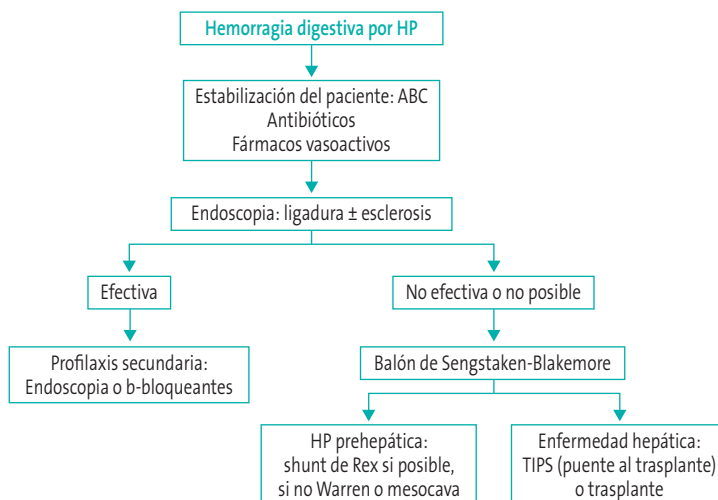 Hemorragia digestiva por HP
Estabilización del paciente: ABC
Antibióticos
Fármacos vasoactivos
Endoscopia: ligadura ± esclerosis
Efectiva
No efectiva o no posible
Profilaxis secundaria:
Endoscopia o b-bloqueantes
Balón de Sengstaken-Blakemore
HP prehepática:
shunt de Rex si posible,
si no Warren o mesocava
Enfermedad hepática:
TIPS (puente al trasplante)
o trasplante